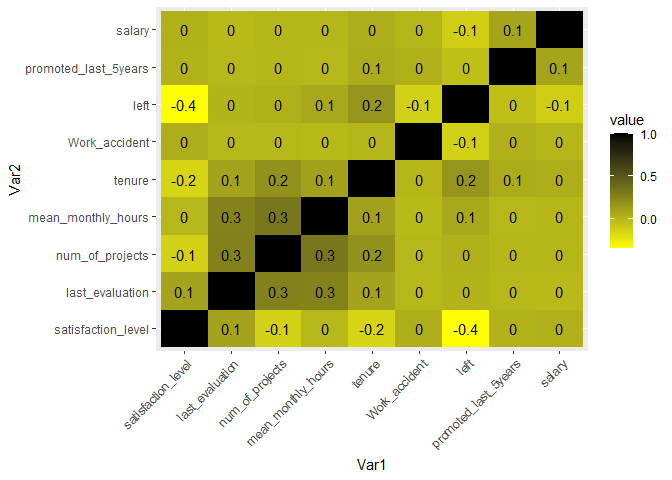 salary 0 0 0 0 0 0 -0.1 0.1
promoted_last_5years 0 0 0 0 0.1 0 0 0.1
left -0.4 0 0 0.1 0.2 -0.1 0 -0.1
Work_accident 0 0 0 0 0 -0.1 0 0
tenure -0.2 0.1 0.2 0.1 0 0.2 0.1 0
mean_monthly_hours 0 0.3 0.3 0.1 0 0.1 0 0
num_of_projects -0.1 0.3 0.3 0.2 0 0 0 0
last_evaluation 0.1 0.3 0.3 0.1 0 0 0 0
satisfaction_level 0.1 -0.1 0 -0.2 0 -0.4 0 0
satisfaction_level
last_evaluation
num_of_projects
mean_monthly_hours
tenure
Work_accident
left
promoted_last_5years
salary
Var1
Var2
value
1.0
0.5
0.0